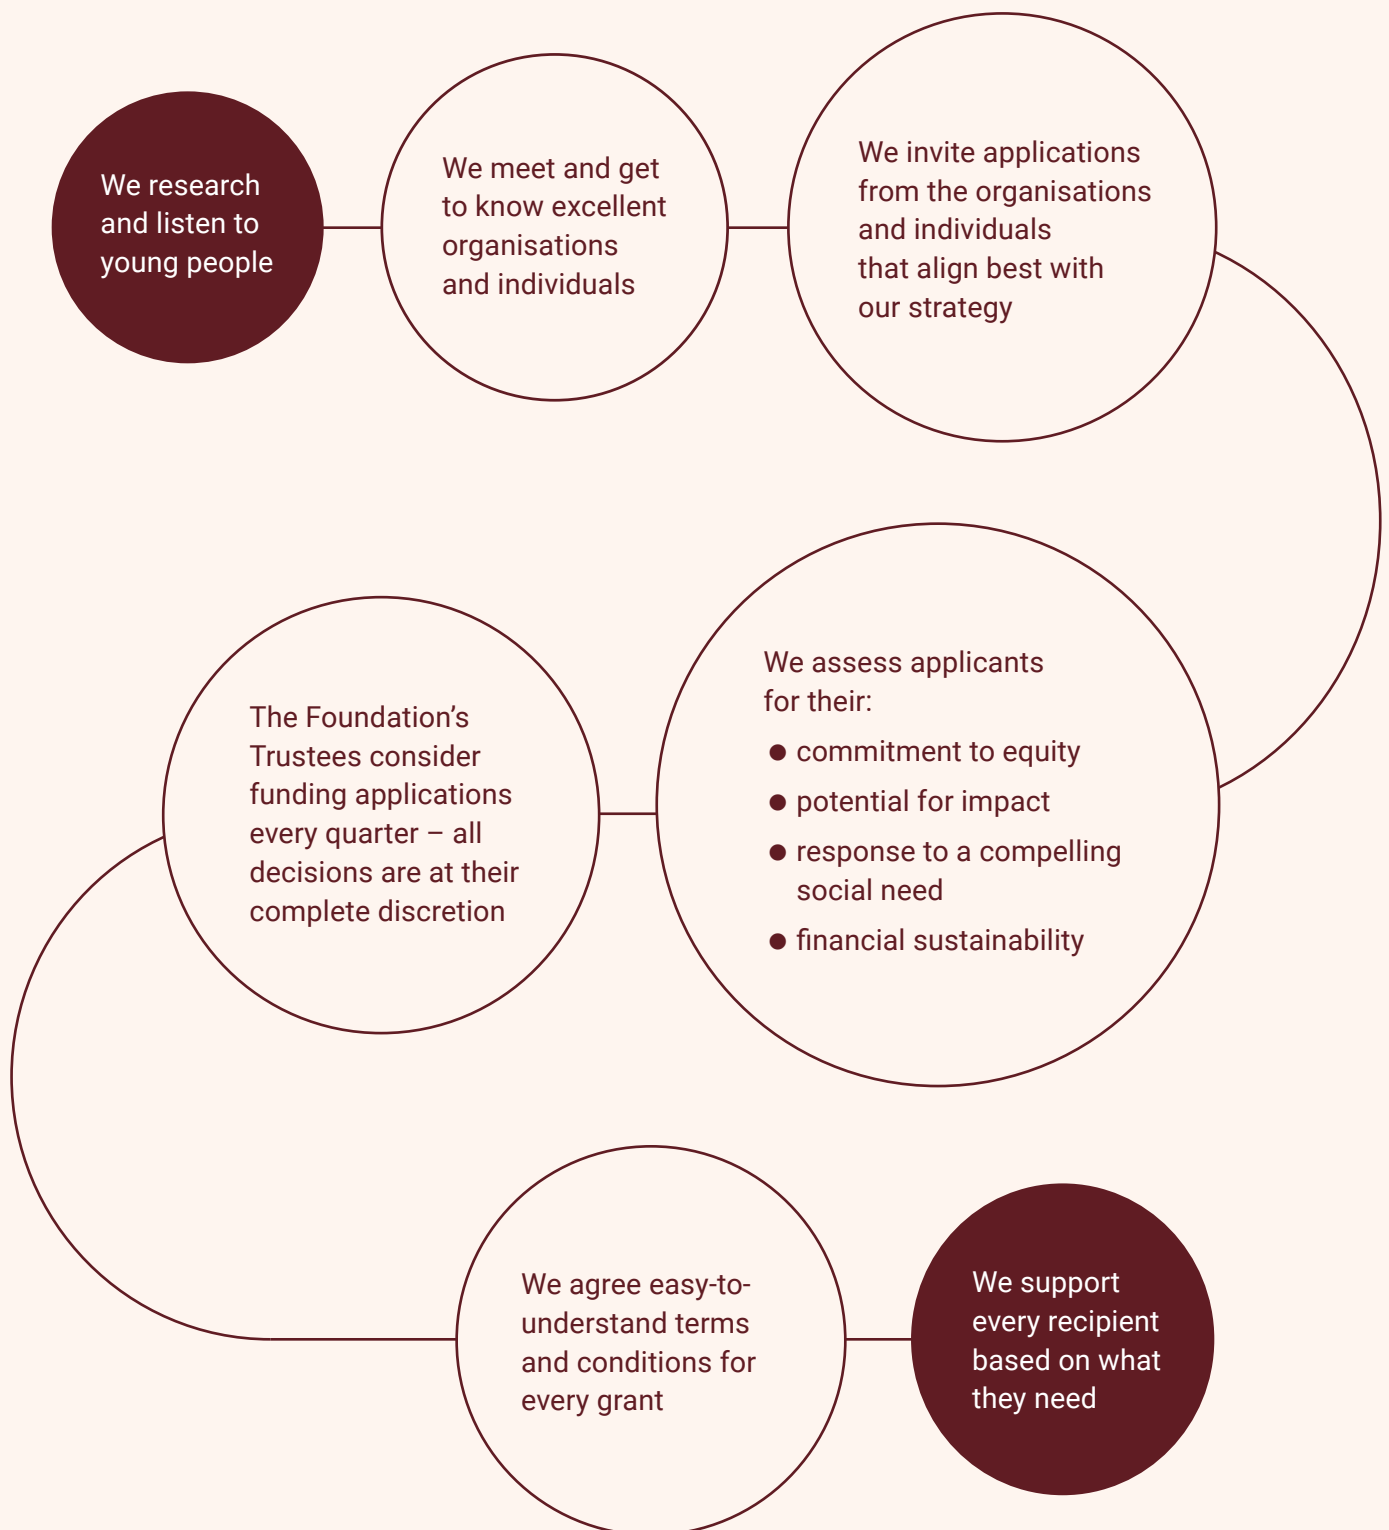 We research
and listen to
young people
We meet and get
to know excellent
organisations
and individuals
We invite applications
from the organisations
and individuals
that align best with
our strategy
We assess applicants
for their:
● commitment to equity
● potential for impact
● response to a compelling
social need
● financial sustainability
The Foundation’s
Trustees consider
funding applications
every quarter – all
decisions are at their
complete discretion
We agree easy-to-
understand terms
and conditions for
every grant
We support
every recipient
based on what
they need